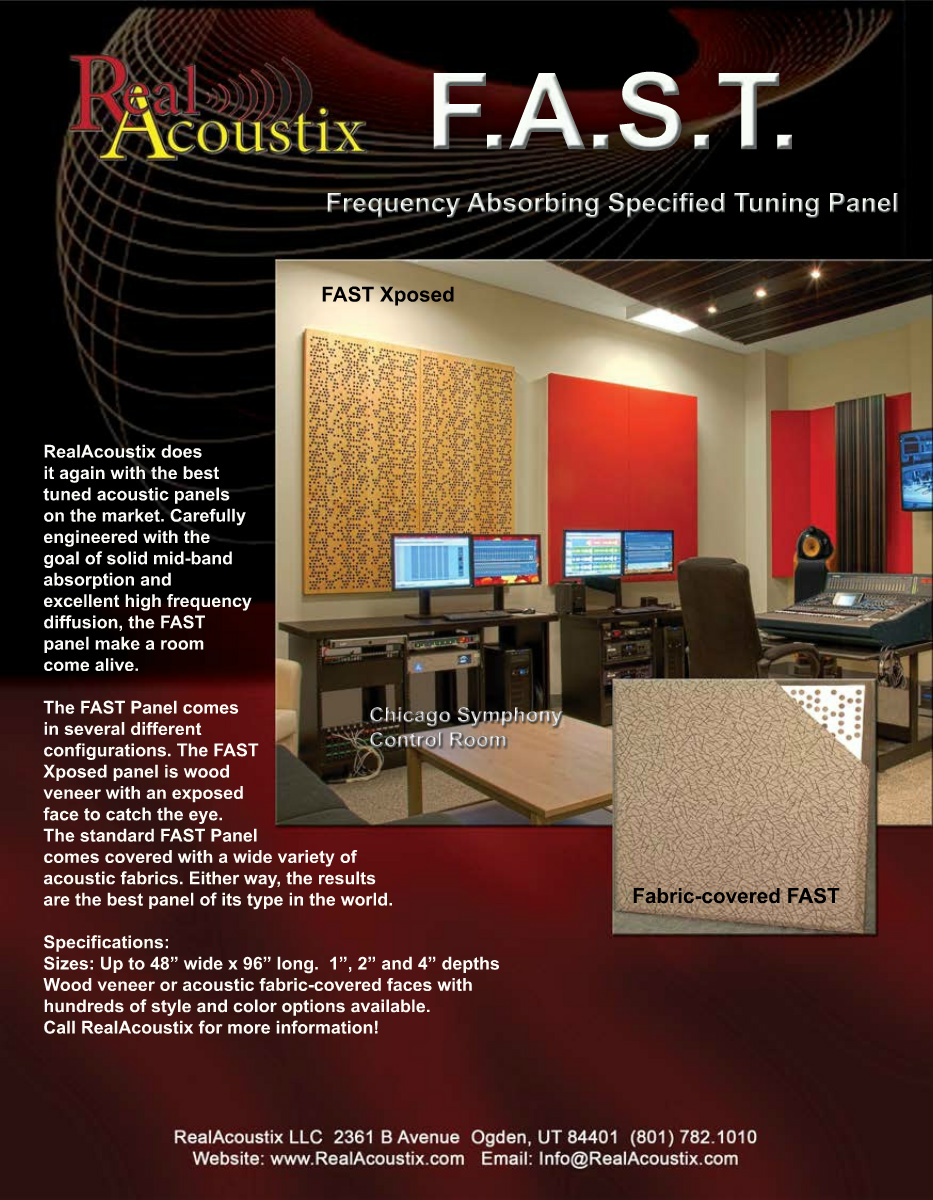 Real
Acoustix
F.A.S.T.
Frequency Absorbing Specified Tuning Panel
FAST Xposed
RealAcoustix does
it again with the best
tuned acoustic panels
on the market. Carefully
engineered with the
goal of solid mid-band
absorption and
excellent high frequency
diffusion, the FAST
panel make a room
come alive.
The FAST Panel comes
in several different
configurations. The FAST
Xposed panel is wood
veneer with an exposed
face to catch the eye.
The standard FAST Panel
comes covered with a wide variety of
acoustic fabrics. Either way, the results
are the best panel of its type in the world.
Chicago Symphony
Control Room
Fabric-covered FAST
Specifications:
Sizes: Up to 48” wide x 96” long.  1”, 2” and 4” depths
Wood veneer or acoustic fabric-covered faces with
hundreds of style and color options available.
Call RealAcoustix for more information!
RealAcoustix LLC  2361 B Avenue  Ogden, UT 84401  (801) 782.1010
Website: www.RealAcoustix.com   Email: Info@RealAcoustix.com